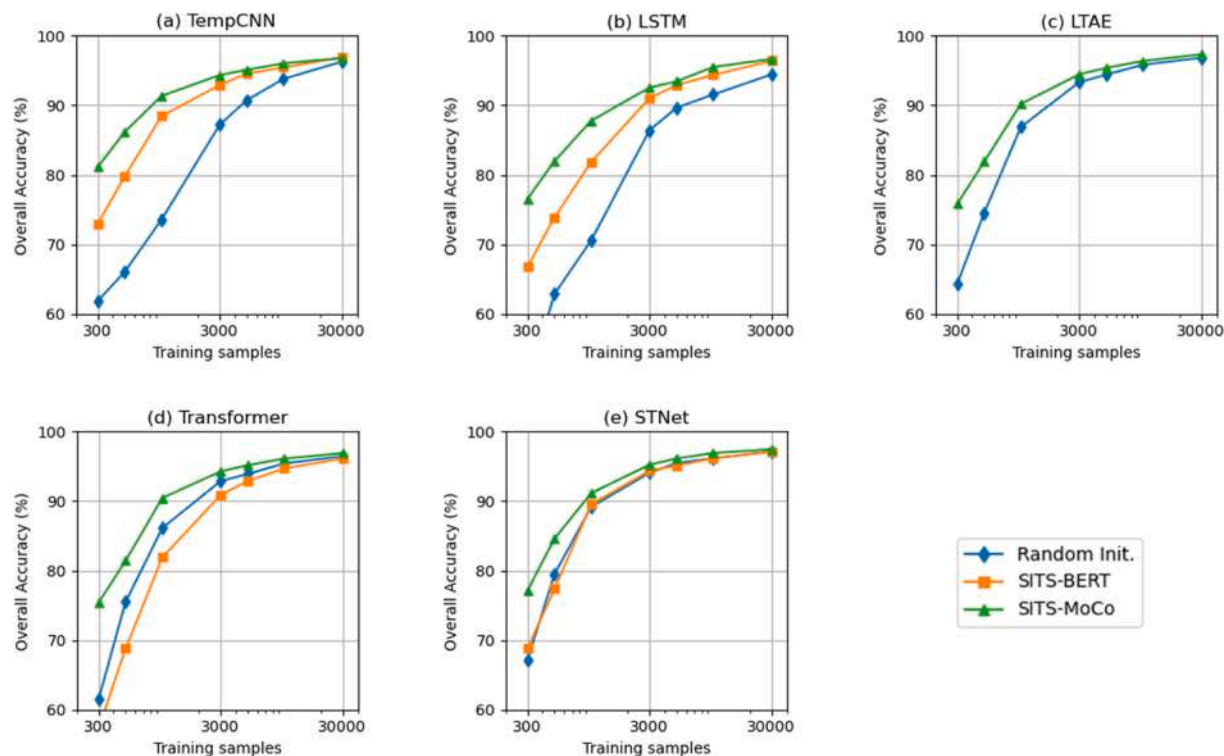 (a) TempCNN
100
90
80
70
60
Overall Accuracy (%)
300
3000
30000
Training samples
(b) LSTM
100
90
80
70
60
Overall Accuracy (%)
300
3000
30000
Training samples
(c) LTAE
100
90
80
70
60
Overall Accuracy (%)
300
3000
30000
Training samples
(d) Transformer
100
90
80
70
60
Overall Accuracy (%)
300
3000
30000
Training samples
(e) STNet
100
90
80
70
60
Overall Accuracy (%)
300
3000
30000
Training samples
Random Init.
SITS-BERT
SITS-MoCo